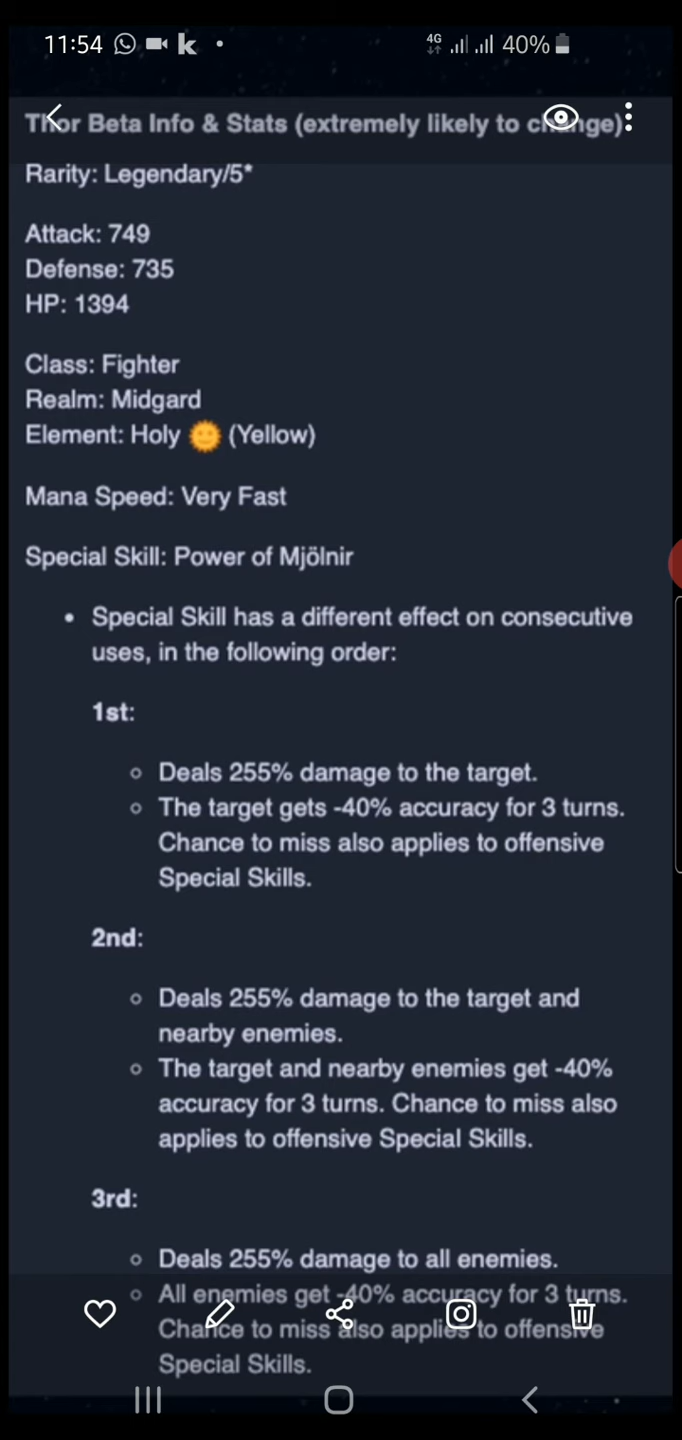 11:54 k • 4G 40%
Thor Beta Info & Stats (extremely likely to change)
Rarity: Legendary/5*
Attack: 749
Defense: 735
HP: 1394
Class: Fighter
Realm: Midgard
Element: Holy 🌞 (Yellow)
Mana Speed: Very Fast
Special Skill: Power of Mjölnir
• Special Skill has a different effect on consecutive
uses, in the following order:
1st:
○ Deals 255% damage to the target.
○ The target gets -40% accuracy for 3 turns.
Chance to miss also applies to offensive
Special Skills.
2nd:
○ Deals 255% damage to the target and
nearby enemies.
○ The target and nearby enemies get -40%
accuracy for 3 turns. Chance to miss also
applies to offensive Special Skills.
3rd:
○ Deals 255% damage to all enemies.
○ All enemies get -40% accuracy for 3 turns.
Chance to miss also applies to offensive
Special Skills.